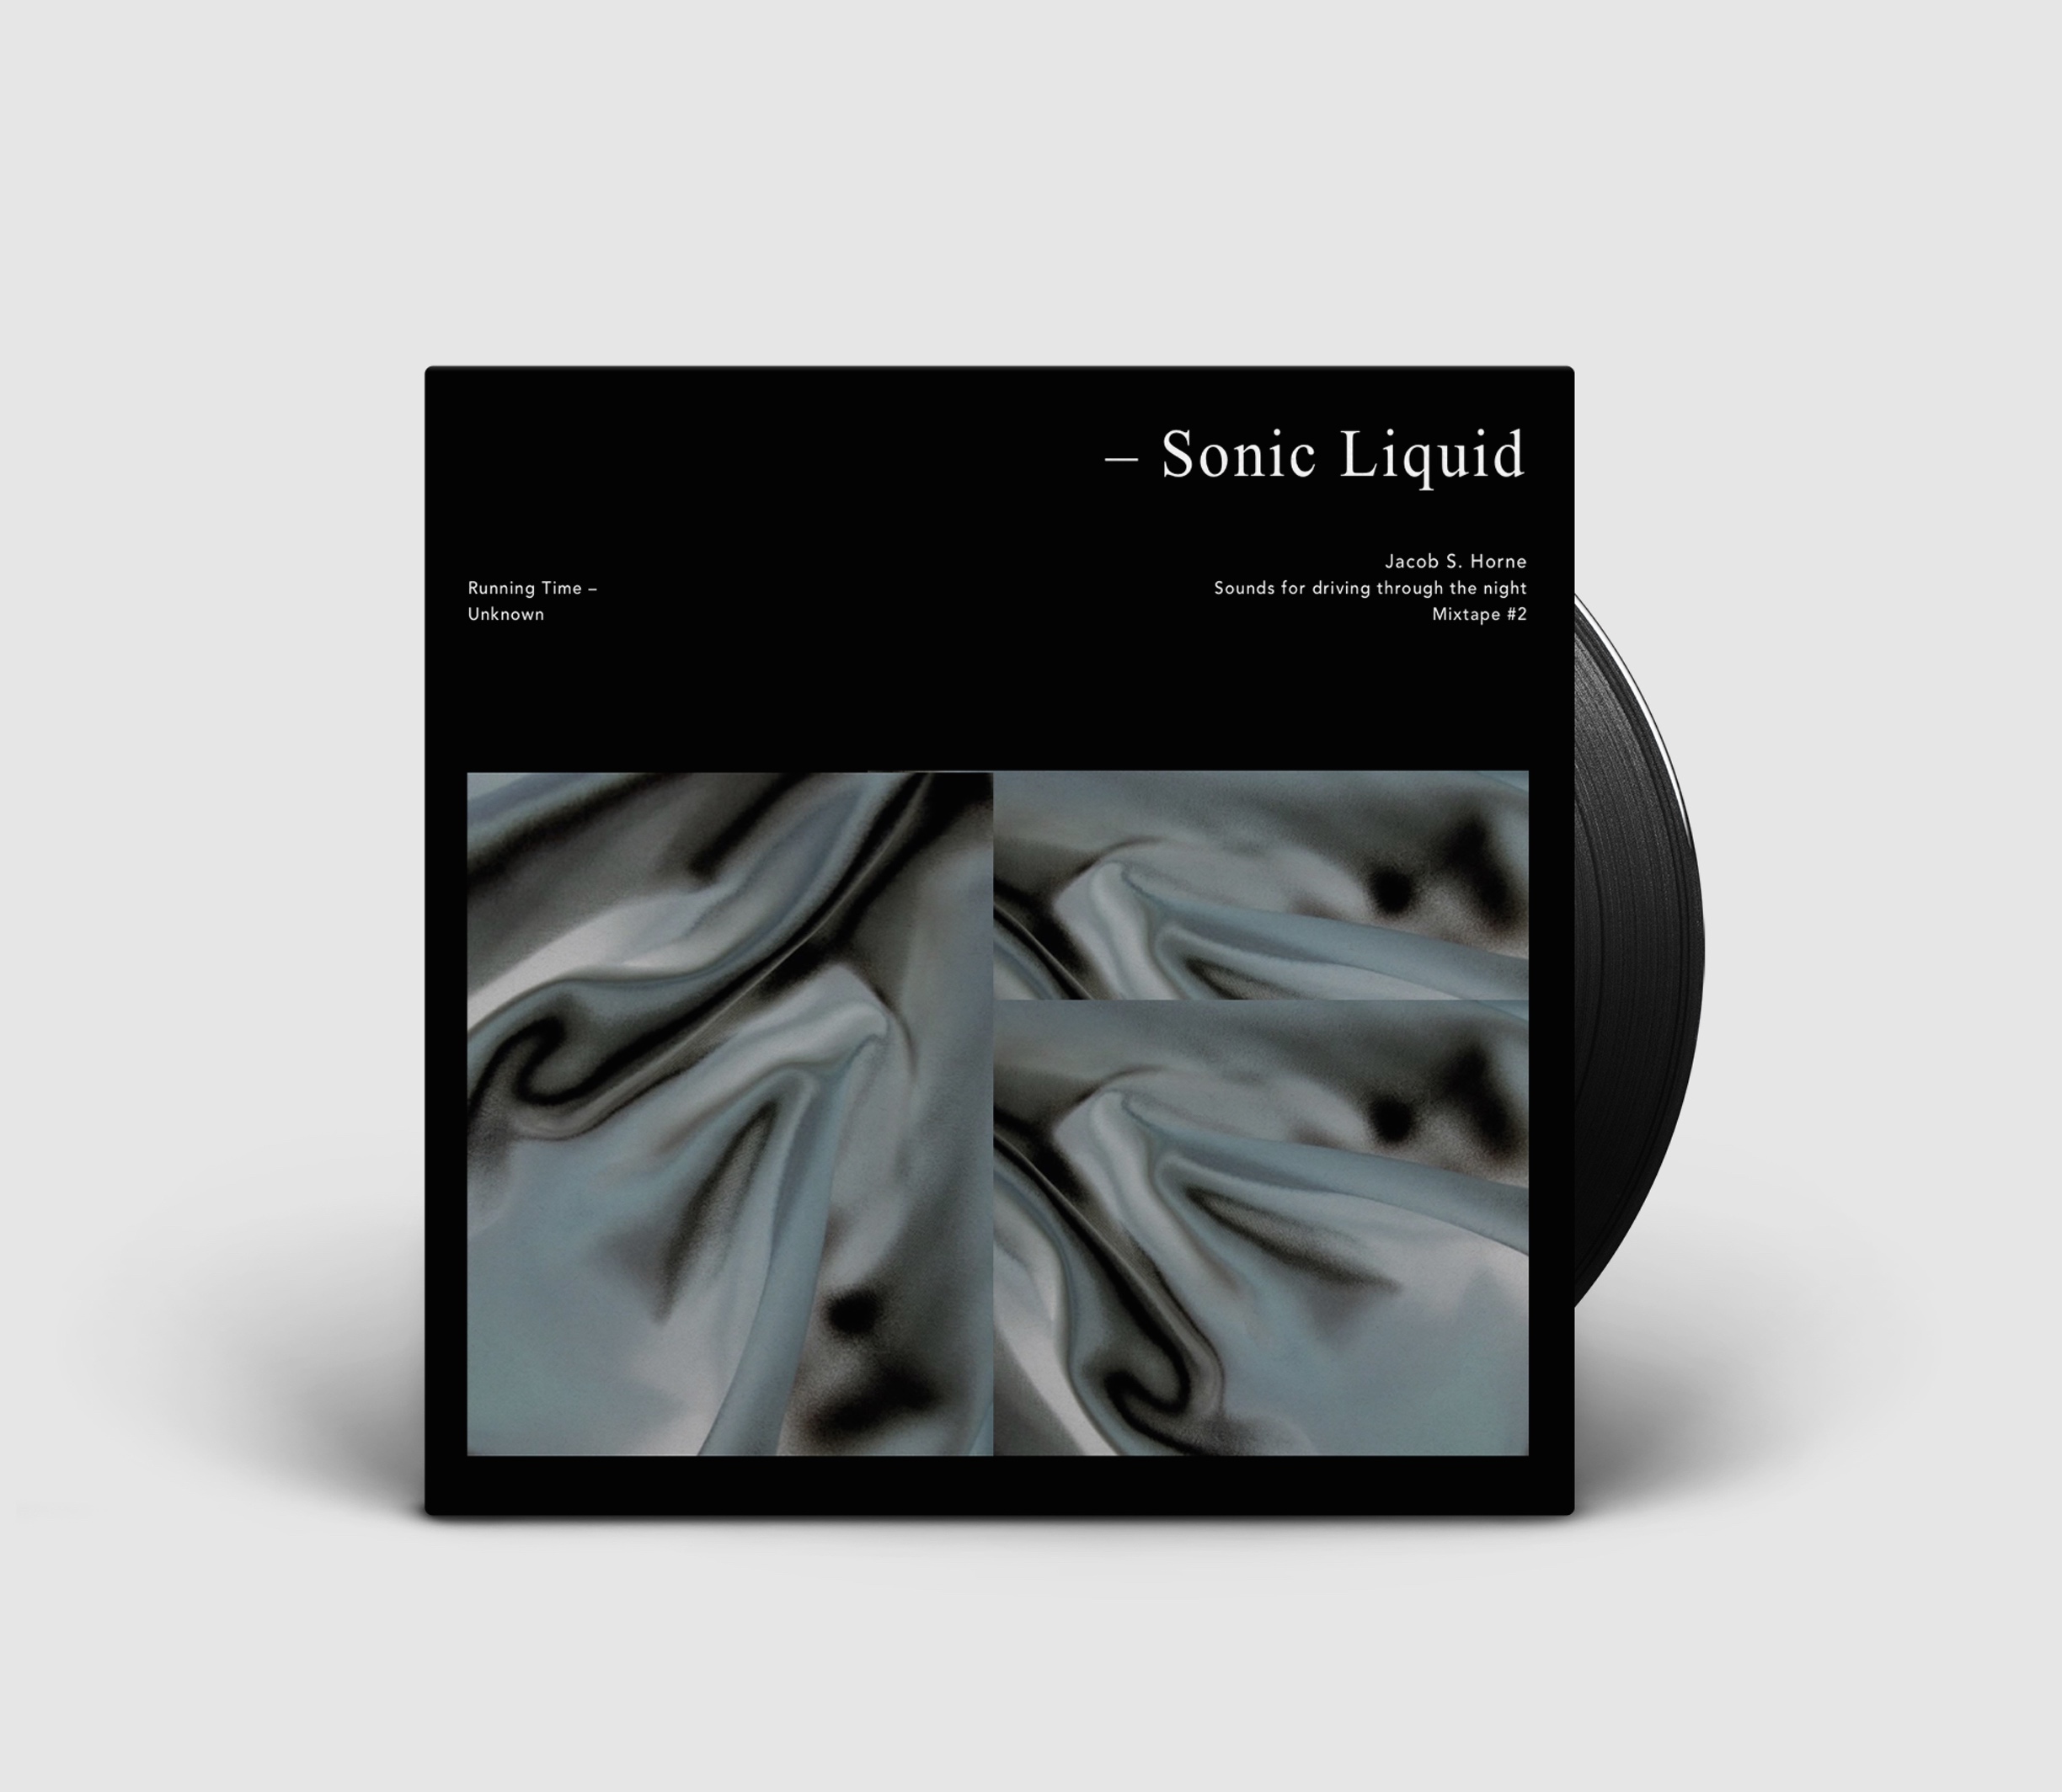 – Sonic Liquid
Jacob S. Horne
Sounds for driving through the night
Mixtape #2
Running Time –
Unknown